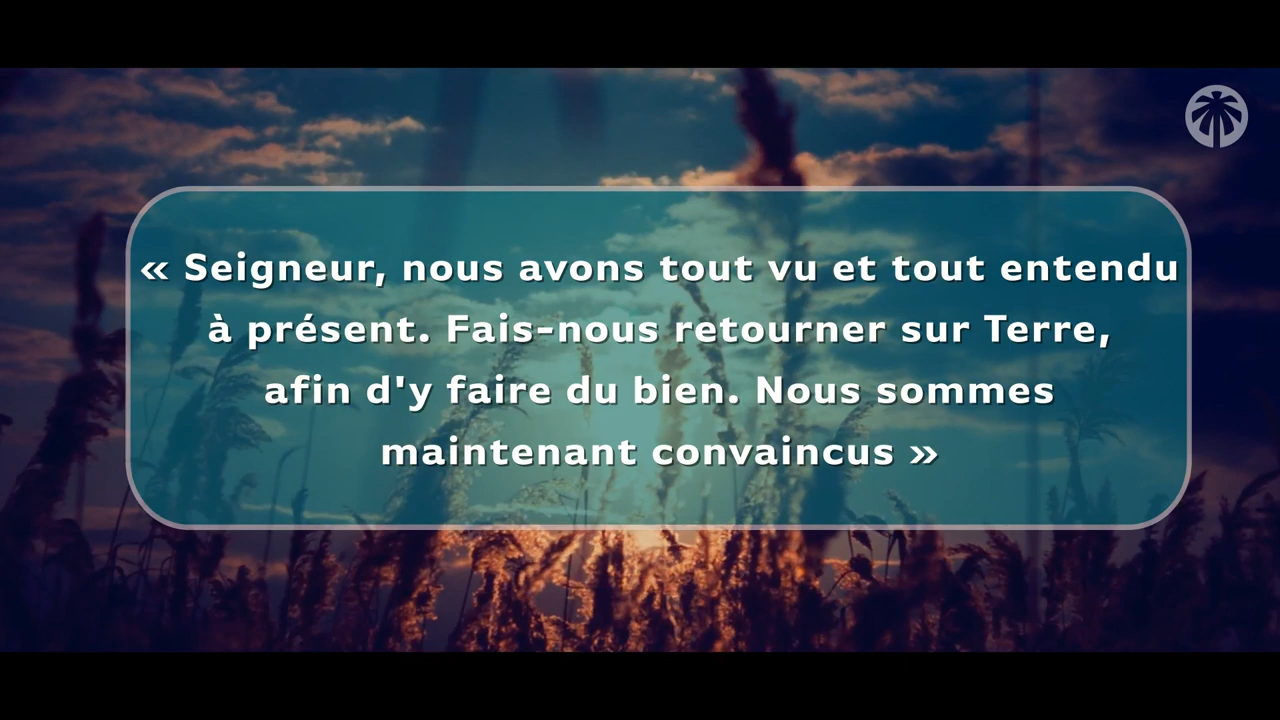 « Seigneur, nous avons tout vu et tout entendu
à présent. Fais-nous retourner sur Terre,
afin d'y faire du bien. Nous sommes
maintenant convaincus »